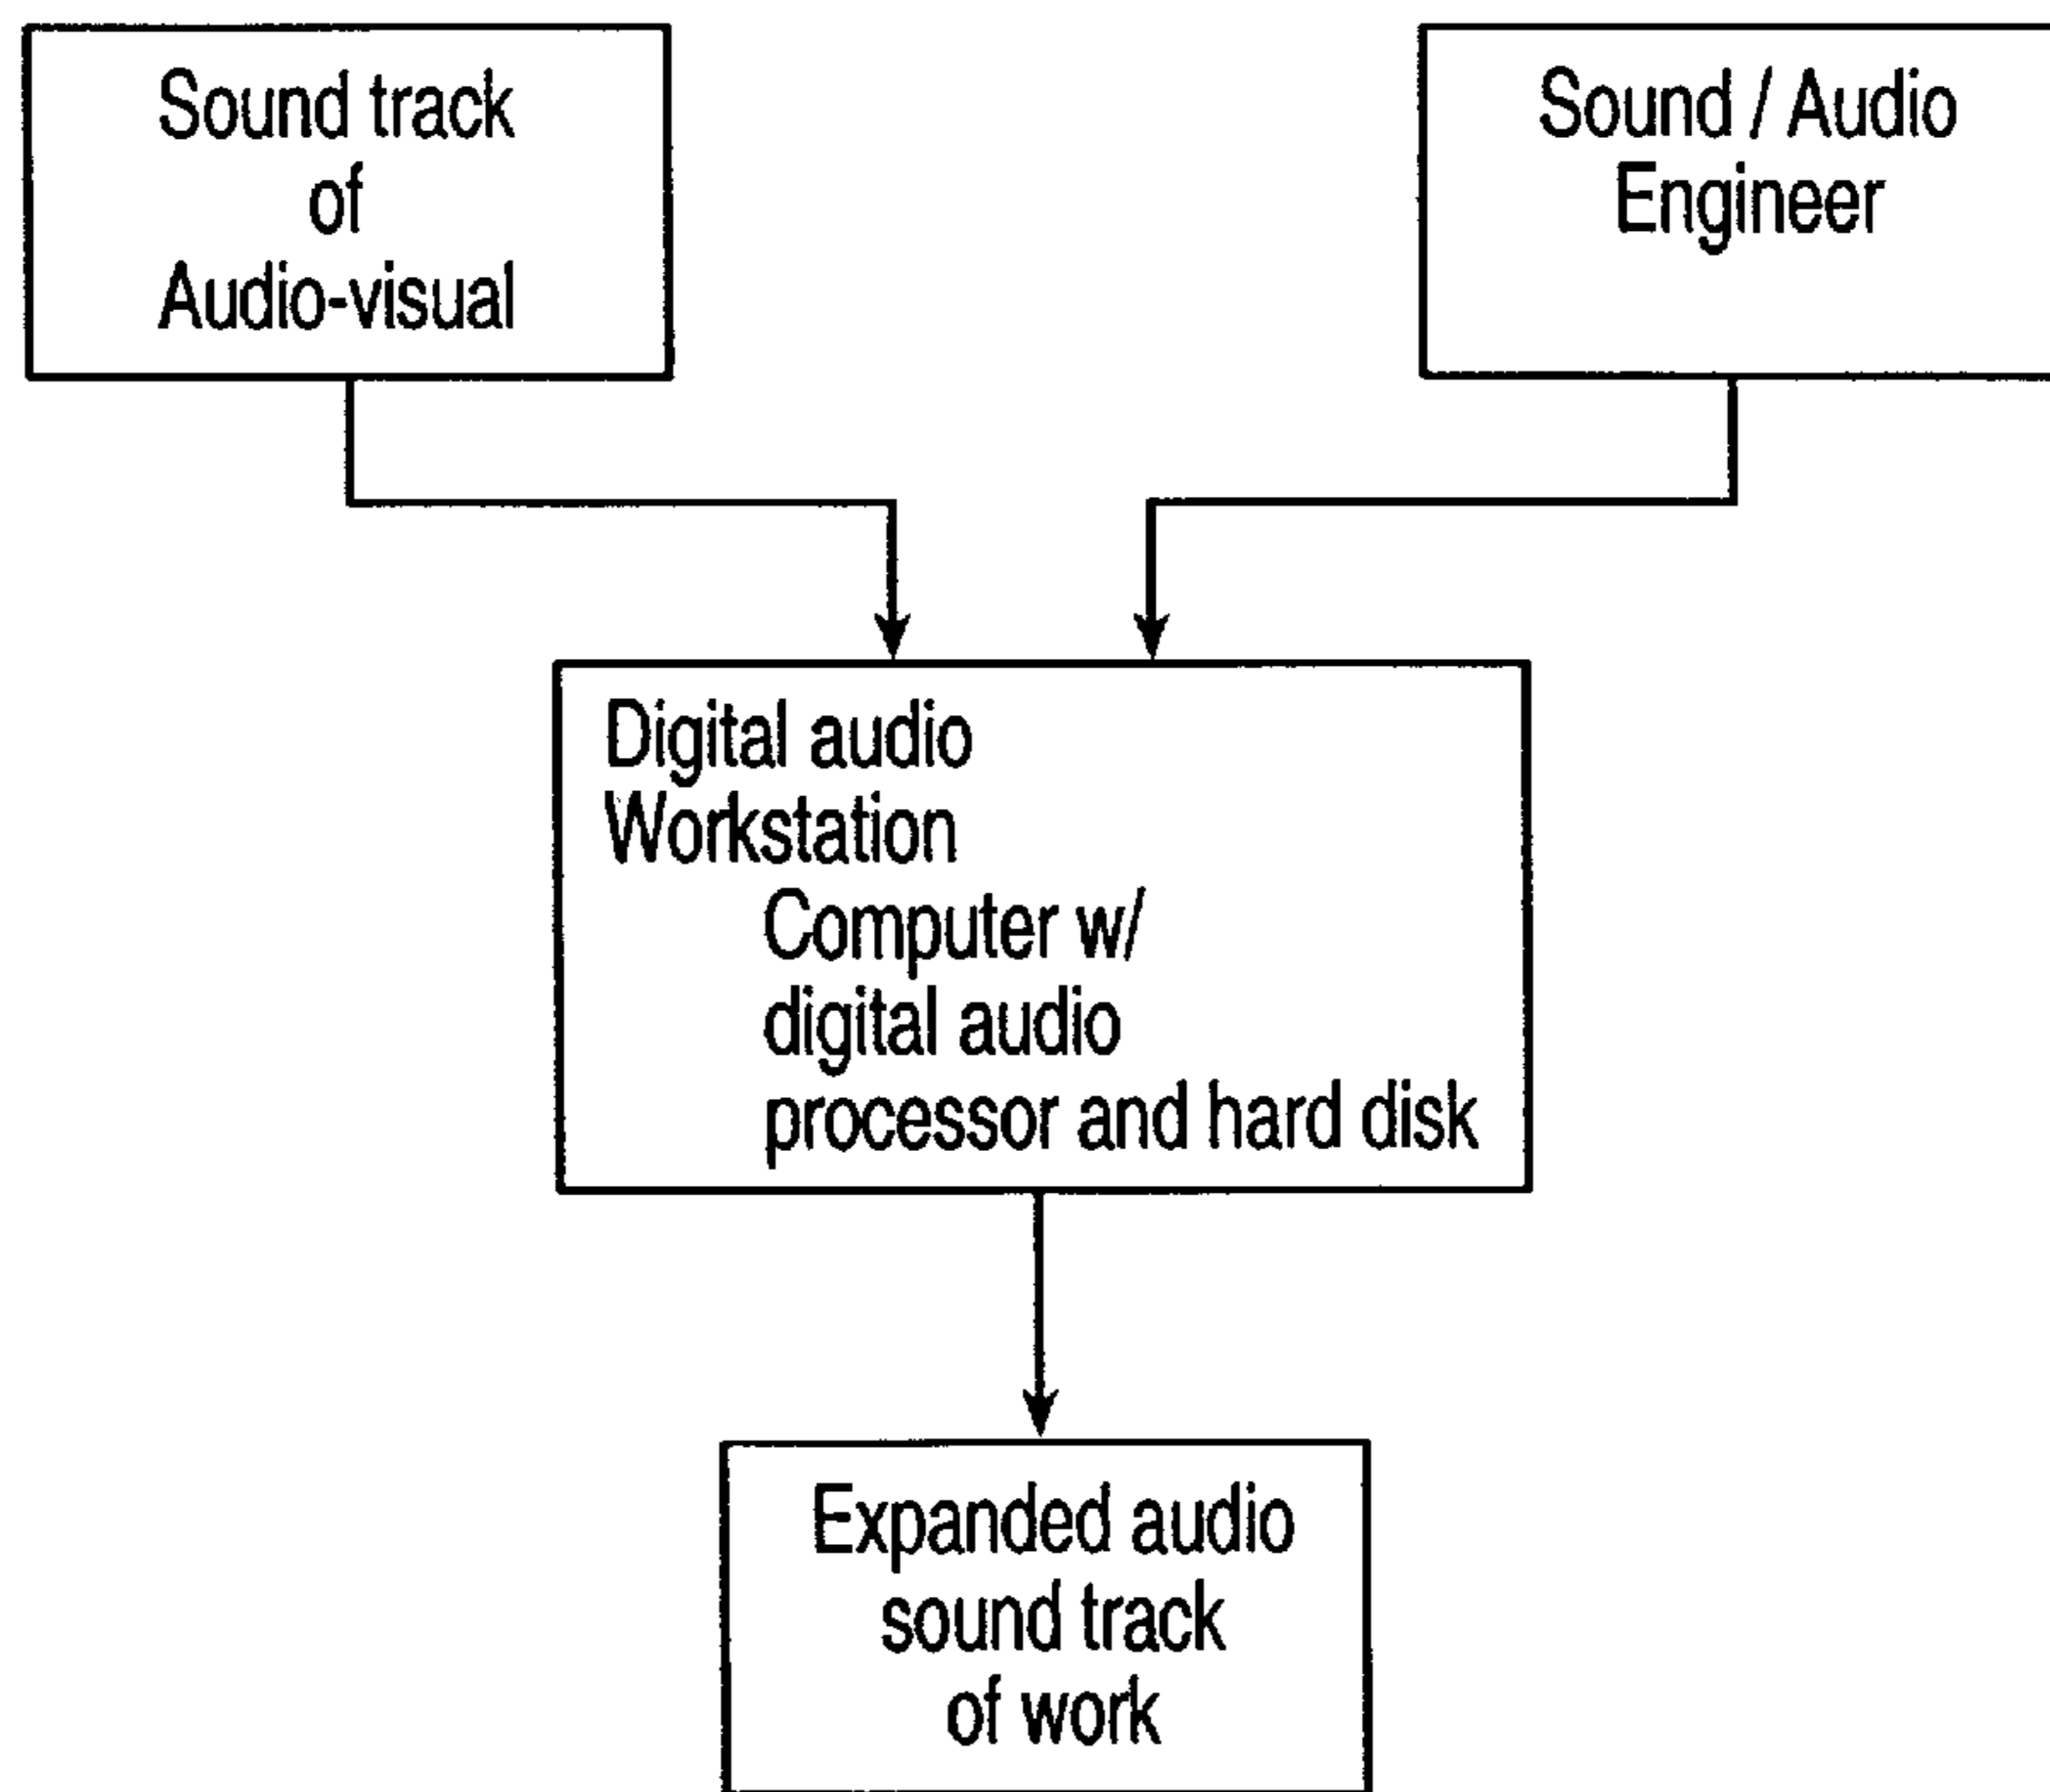 Sound track
of
Audio-visual
Sound / Audio
Engineer
Digital audio
Workstation
Computer w/
digital audio
processor and hard disk
Expanded audio
sound track
of work